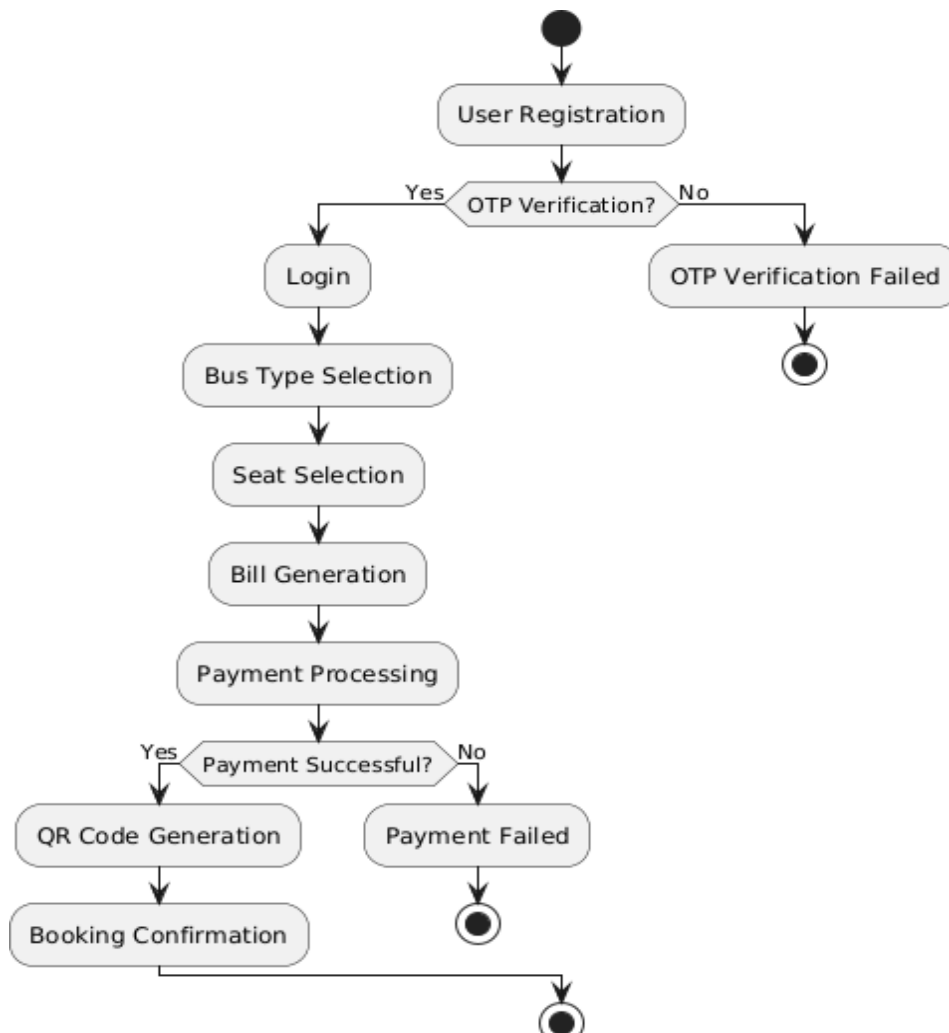 User Registration
Yes
OTP Verification?
No
Login
OTP Verification Failed
Bus Type Selection
Seat Selection
Bill Generation
Payment Processing
Yes
Payment Successful?
No
QR Code Generation
Payment Failed
Booking Confirmation